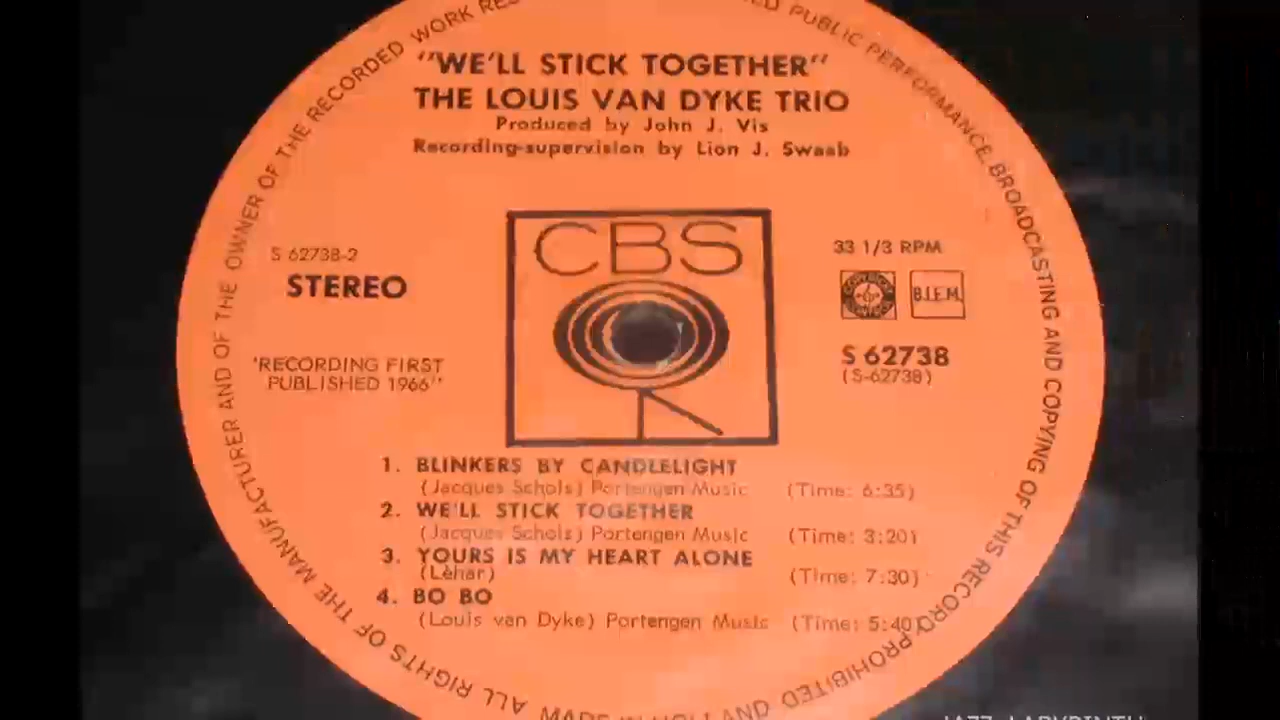 "WE'LL STICK TOGETHER"
THE LOUIS VAN DYKE TRIO
Produced by John J. Vis
Recording-supervision by Lion J. Swaab
CBS
S 62738-2
STEREO
33 1/3 RPM
B.I.E.M.
S 62738
(S-62738)
"RECORDING FIRST
PUBLISHED 1966"
1. BLINKERS BY CANDLELIGHT
(Jacques Schols) Portengen Music (Time: 6:35)
2. WE'LL STICK TOGETHER
(Jacques Schols) Portengen Music (Time: 3:20)
3. YOURS IS MY HEART ALONE
(Léhar) (Time: 7:30)
4. BO BO
(Louis van Dyke) Portengen Music (Time: 5:40)
ALL RIGHTS OF THE MANUFACTURER AND OF THE OWNER OF THE RECORDED WORK
PUBLIC PERFORMANCE, BROADCASTING AND COPYING OF THIS RECORD PROHIBITED
MADE IN HOLLAND
JAZZ LABYRINTH